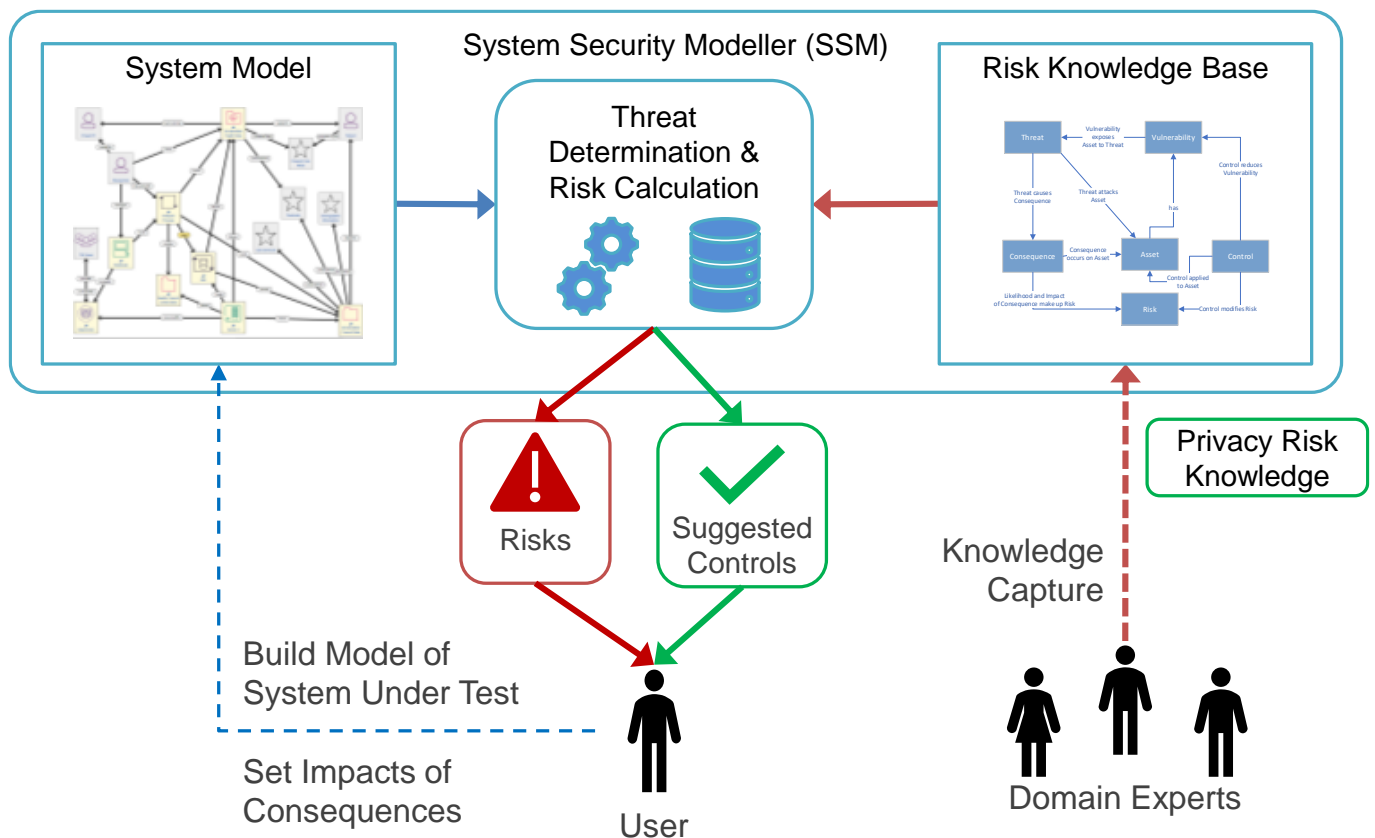 System Security Modeller (SSM)
System Model
Threat
Determination &
Risk Calculation
Risk Knowledge Base
Threat
Vulnerability
exposes
Asset to Threat
Vulnerability
Control reduces
Vulnerability
Threat causes
Consequence
Threat attacks
Asset
has
Consequence
Consequence
occurs on Asset
Asset
Control
Control applied
to Asset
Likelihood and Impact
of Consequence make up Risk
Risk
Control modifies Risk
Risks
Suggested
Controls
Privacy Risk
Knowledge
Knowledge
Capture
Build Model of
System Under Test
Set Impacts of
Consequences
User
Domain Experts